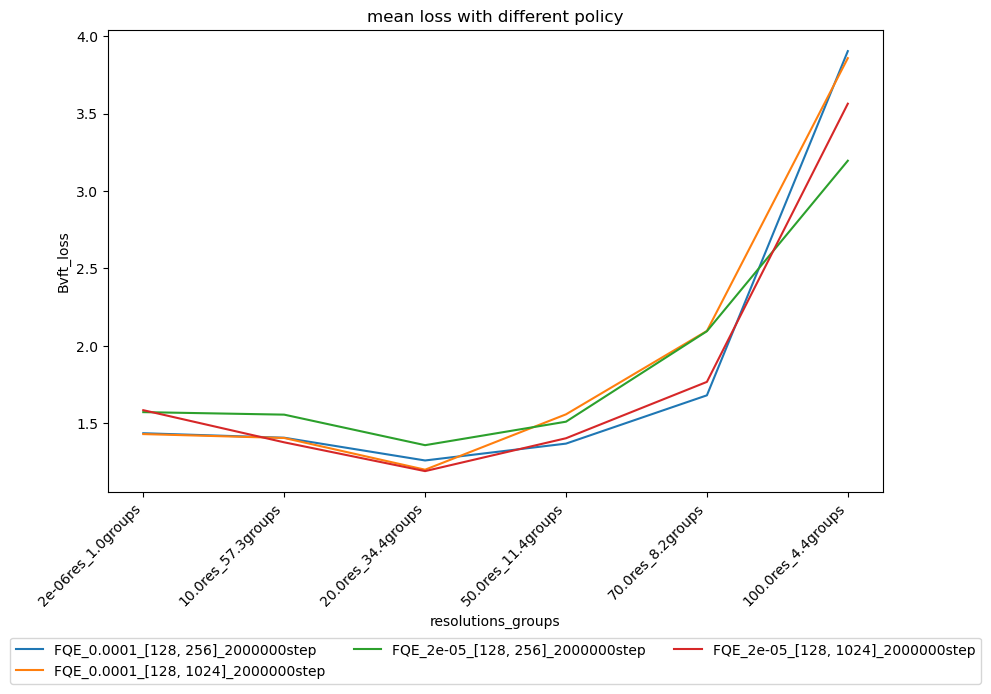 mean loss with different policy
4.0
3.5
3.0
2.5
2.0
1.5
Bvft_loss
2e-06res_1.0groups
10.0res_57.3groups
20.0res_34.4groups
50.0res_11.4groups
70.0res_8.2groups
100.0res_4.4groups
resolutions_groups
FQE_0.0001_[128, 256]_2000000step
FQE_0.0001_[128, 1024]_2000000step
FQE_2e-05_[128, 256]_2000000step
FQE_2e-05_[128, 1024]_2000000step